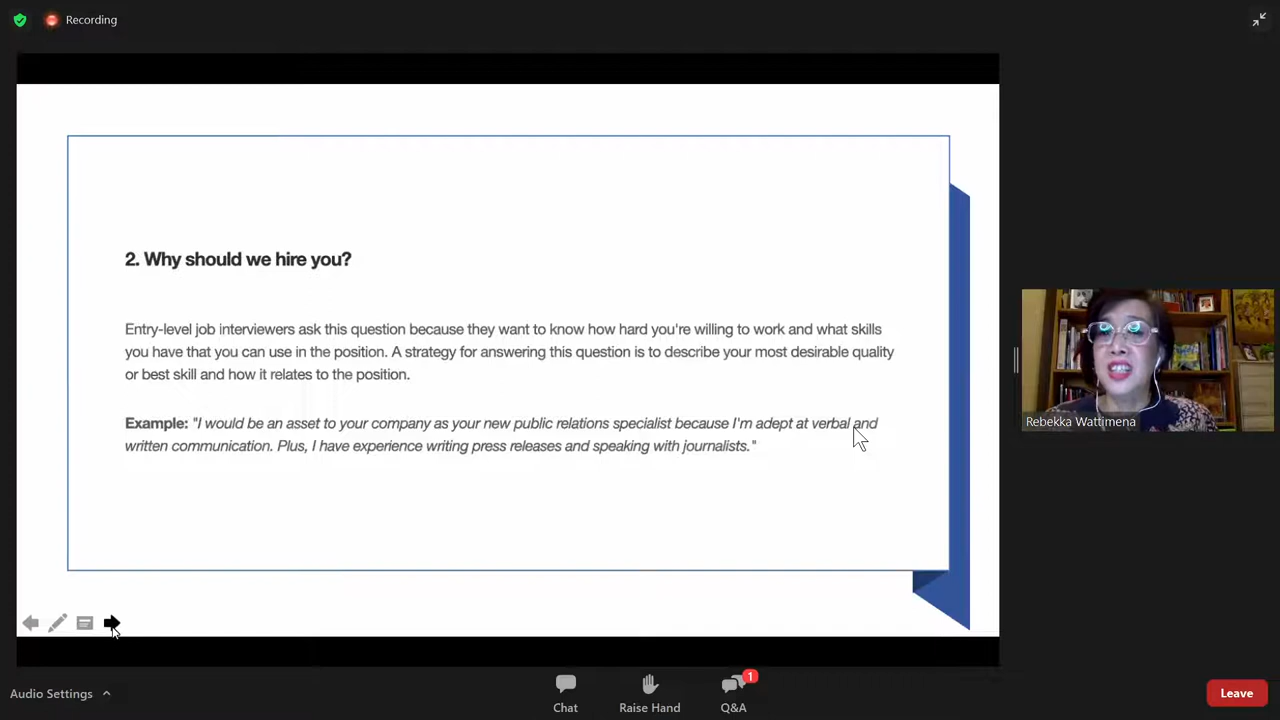 Recording
2. Why should we hire you?
Entry-level job interviewers ask this question because they want to know how hard you're willing to work and what skills
you have that you can use in the position. A strategy for answering this question is to describe your most desirable quality
or best skill and how it relates to the position.
Example: "I would be an asset to your company as your new public relations specialist because I'm adept at verbal and
written communication. Plus, I have experience writing press releases and speaking with journalists."
Rebekka Wattimena
Audio Settings
Chat
Raise Hand
1
Q&A
Leave